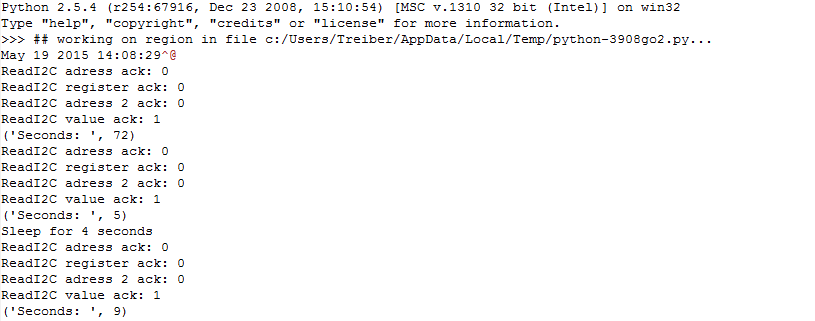 Python 2.5.4 (r254:67916, Dec 23 2008, 15:10:54) [MSC v.1310 32 bit (Intel)] on win32
Type "help", "copyright", "credits" or "license" for more information.
>>> ## working on region in file c:/Users/Treiber/AppData/Local/Temp/python-3908go2.py...
May 19 2015 14:08:29^@
ReadI2C adress ack: 0
ReadI2C register ack: 0
ReadI2C adress 2 ack: 0
ReadI2C value ack: 1
('Seconds: ', 72)
ReadI2C adress ack: 0
ReadI2C register ack: 0
ReadI2C adress 2 ack: 0
ReadI2C value ack: 1
('Seconds: ', 5)
Sleep for 4 seconds
ReadI2C adress ack: 0
ReadI2C register ack: 0
ReadI2C adress 2 ack: 0
ReadI2C value ack: 1
('Seconds: ', 9)